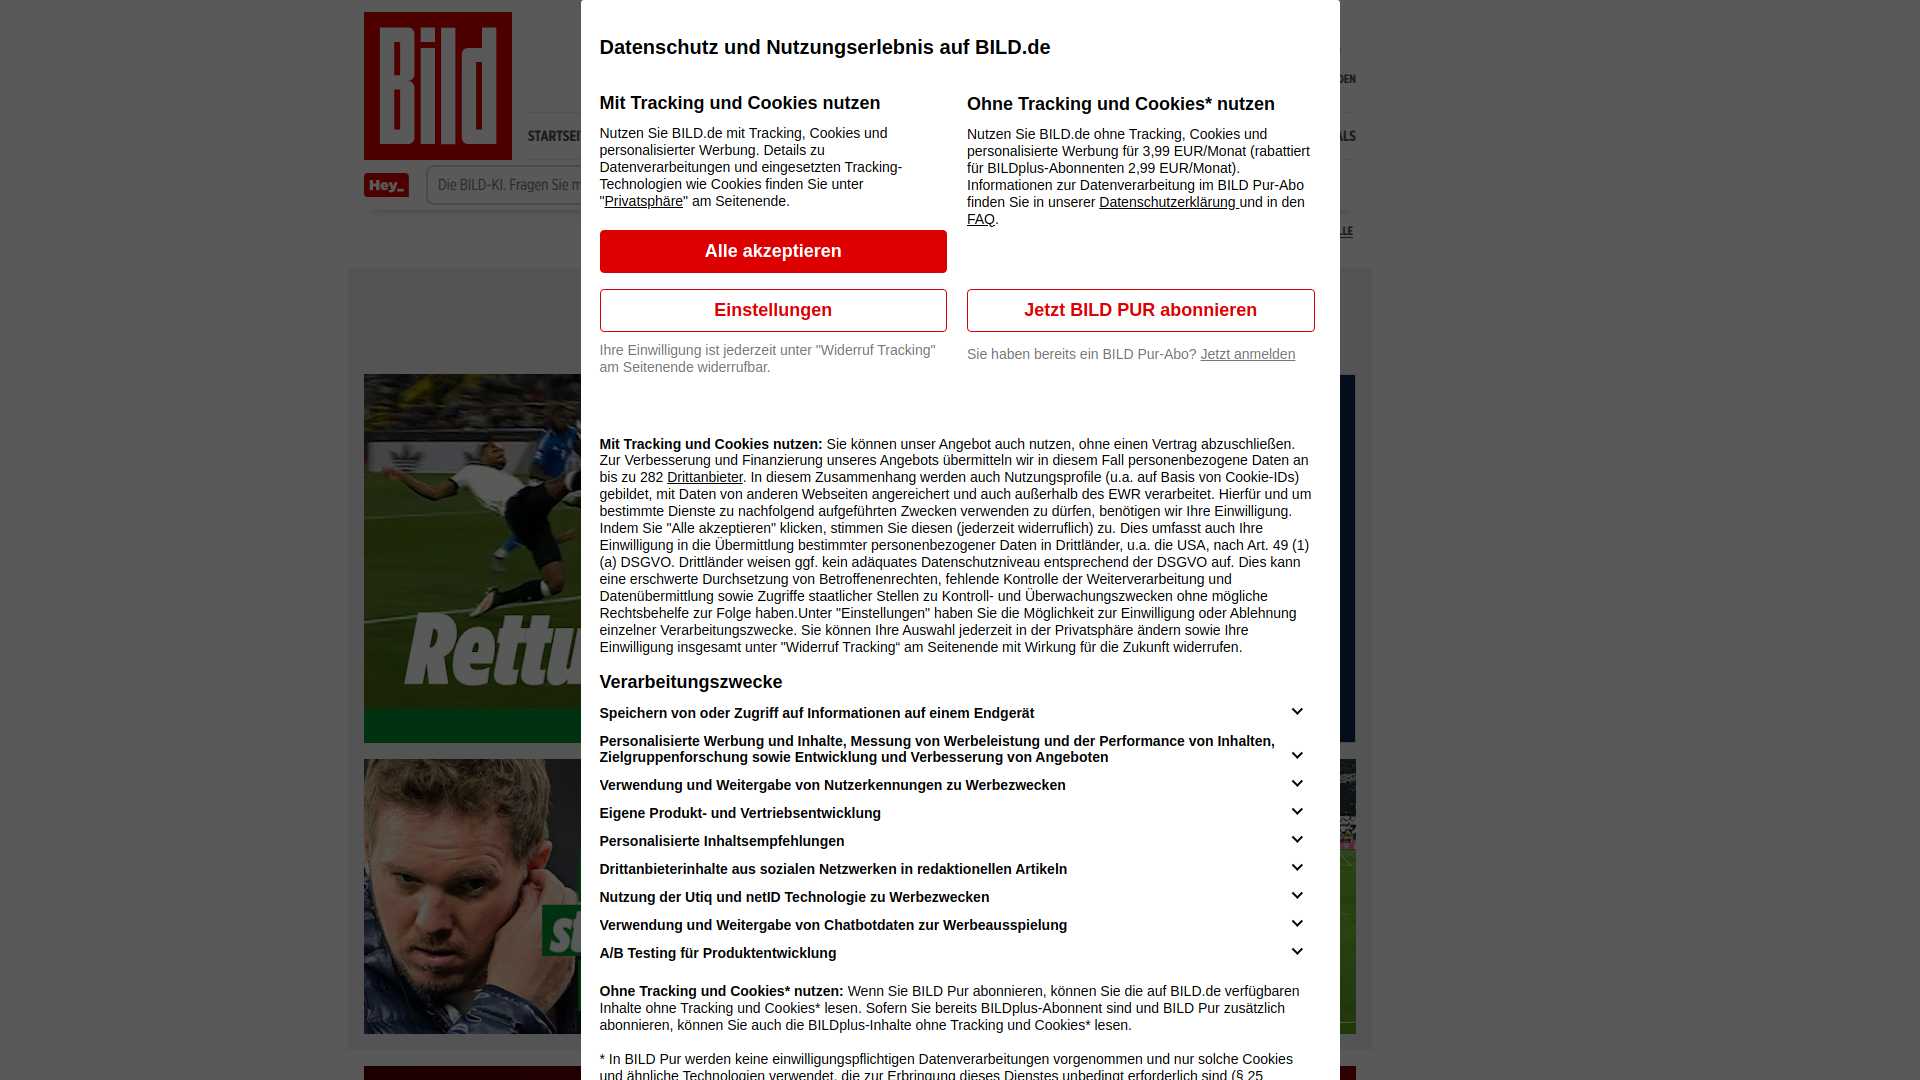 Bild
Datenschutz und Nutzungserlebnis auf BILD.de
Mit Tracking und Cookies nutzen
Nutzen Sie BILD.de mit Tracking, Cookies und
personalisierter Werbung. Details zu
Datenverarbeitungen und eingesetzten Tracking-
Technologien wie Cookies finden Sie unter
"Privatsphäre" am Seitenende.
Alle akzeptieren
Einstellungen
Ihre Einwilligung ist jederzeit unter "Widerruf Tracking"
am Seitenende widerrufbar.
Ohne Tracking und Cookies* nutzen
Nutzen Sie BILD.de ohne Tracking, Cookies und
personalisierte Werbung für 3,99 EUR/Monat (rabattiert
für BILDplus-Abonnenten 2,99 EUR/Monat).
Informationen zur Datenverarbeitung im BILD Pur-Abo
finden Sie in unserer Datenschutzerklärung und in den
FAQ.
Jetzt BILD PUR abonnieren
Sie haben bereits ein BILD Pur-Abo? Jetzt anmelden
Hey_
Die BILD-KI. Fragen Sie
Mit Tracking und Cookies nutzen: Sie können unser Angebot auch nutzen, ohne einen Vertrag abzuschließen.
Zur Verbesserung und Finanzierung unseres Angebots übermitteln wir in diesem Fall personenbezogene Daten an
bis zu 282 Drittanbieter. In diesem Zusammenhang werden auch Nutzungsprofile (u.a. auf Basis von Cookie-IDs)
gebildet, mit Daten von anderen Webseiten angereichert und auch außerhalb des EWR verarbeitet. Hierfür und um
bestimmte Dienste zu nachfolgend aufgeführten Zwecken verwenden zu dürfen, benötigen wir Ihre Einwilligung.
Indem Sie "Alle akzeptieren" klicken, stimmen Sie diesen (jederzeit widerruflich) zu. Dies umfasst auch Ihre
Einwilligung in die Übermittlung bestimmter personenbezogener Daten in Drittländer, u.a. die USA, nach Art. 49 (1)
(a) DSGVO. Drittländer weisen ggf. kein adäquates Datenschutzniveau entsprechend der DSGVO auf. Dies kann
eine erschwerte Durchsetzung von Betroffenenrechten, fehlende Kontrolle der Weiterverarbeitung und
Datenübermittlung sowie Zugriffe staatlicher Stellen zu Kontroll- und Überwachungszwecken ohne mögliche
Rechtsbehelfe zur Folge haben.Unter "Einstellungen" haben Sie die Möglichkeit zur Einwilligung oder Ablehnung
einzelner Verarbeitungszwecke. Sie können Ihre Auswahl jederzeit in der Privatsphäre ändern sowie Ihre
Einwilligung insgesamt unter "Widerruf Tracking“ am Seitenende mit Wirkung für die Zukunft widerrufen.
Verarbeitungszwecke
Speichern von oder Zugriff auf Informationen auf einem Endgerät
Personalisierte Werbung und Inhalte, Messung von Werbeleistung und der Performance von Inhalten,
Zielgruppenforschung sowie Entwicklung und Verbesserung von Angeboten
Verwendung und Weitergabe von Nutzerkennungen zu Werbezwecken
Eigene Produkt- und Vertriebsentwicklung
Personalisierte Inhaltsempfehlungen
Drittanbieterinhalte aus sozialen Netzwerken in redaktionellen Artikeln
Nutzung der Utiq und netID Technologie zu Werbezwecken
Verwendung und Weitergabe von Chatbotdaten zur Werbeausspielung
A/B Testing für Produktentwicklung
Ohne Tracking und Cookies* nutzen: Wenn Sie BILD Pur abonnieren, können Sie die auf BILD.de verfügbaren
Inhalte ohne Tracking und Cookies* lesen. Sofern Sie bereits BILDplus-Abonnent sind und BILD Pur zusätzlich
abonnieren, können Sie auch die BILDplus-Inhalte ohne Tracking und Cookies* lesen.
* In BILD Pur werden keine einwilligungspflichtigen Datenverarbeitungen vorgenommen und nur solche Cookies
und ähnliche Technologien verwendet, die zur Erbringung dieses Dienstes unbedingt erforderlich sind (§ 25